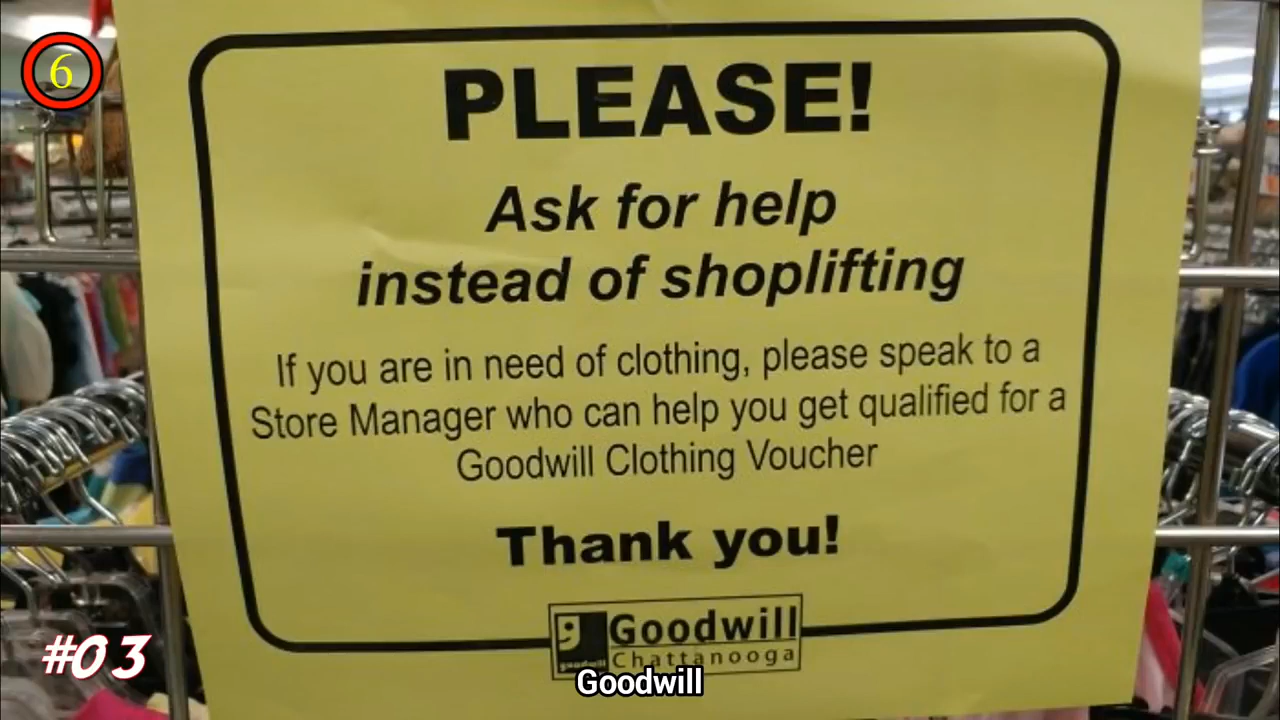 6
PLEASE!
Ask for help
instead of shoplifting
If you are in need of clothing, please speak to a
Store Manager who can help you get qualified for a
Goodwill Clothing Voucher
Thank you!
Goodwill
Chattanooga
#03
Goodwill